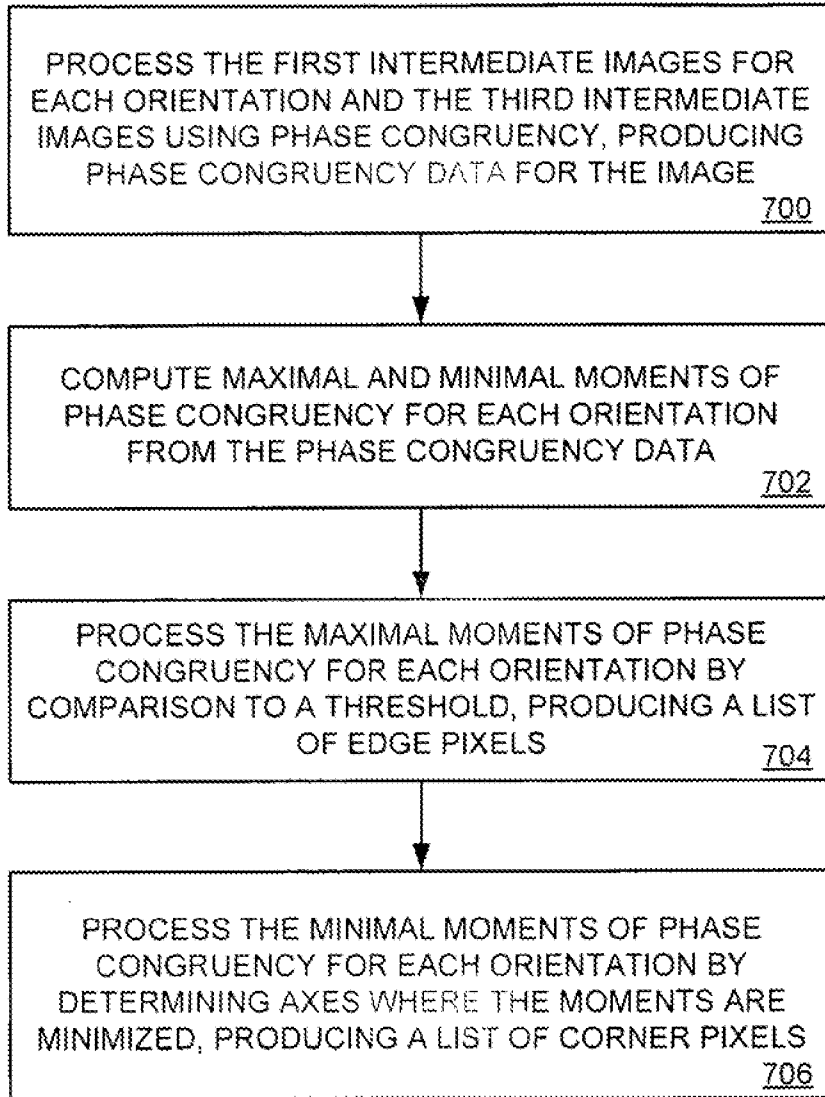 PROCESS THE FIRST INTERMEDIATE IMAGES FOR
EACH ORIENTATION AND THE THIRD INTERMEDIATE
IMAGES USING PHASE CONGRUENCY, PRODUCING
PHASE CONGRUENCY DATA FOR THE IMAGE
700
COMPUTE MAXIMAL AND MINIMAL MOMENTS OF
PHASE CONGRUENCY FOR EACH ORIENTATION
FROM THE PHASE CONGRUENCY DATA
702
PROCESS THE MAXIMAL MOMENTS OF PHASE
CONGRUENCY FOR EACH ORIENTATION BY
COMPARISON TO A THRESHOLD, PRODUCING A LIST
OF EDGE PIXELS
704
PROCESS THE MINIMAL MOMENTS OF PHASE
CONGRUENCY FOR EACH ORIENTATION BY
DETERMINING AXES WHERE THE MOMENTS ARE
MINIMIZED, PRODUCING A LIST OF CORNER PIXELS
706